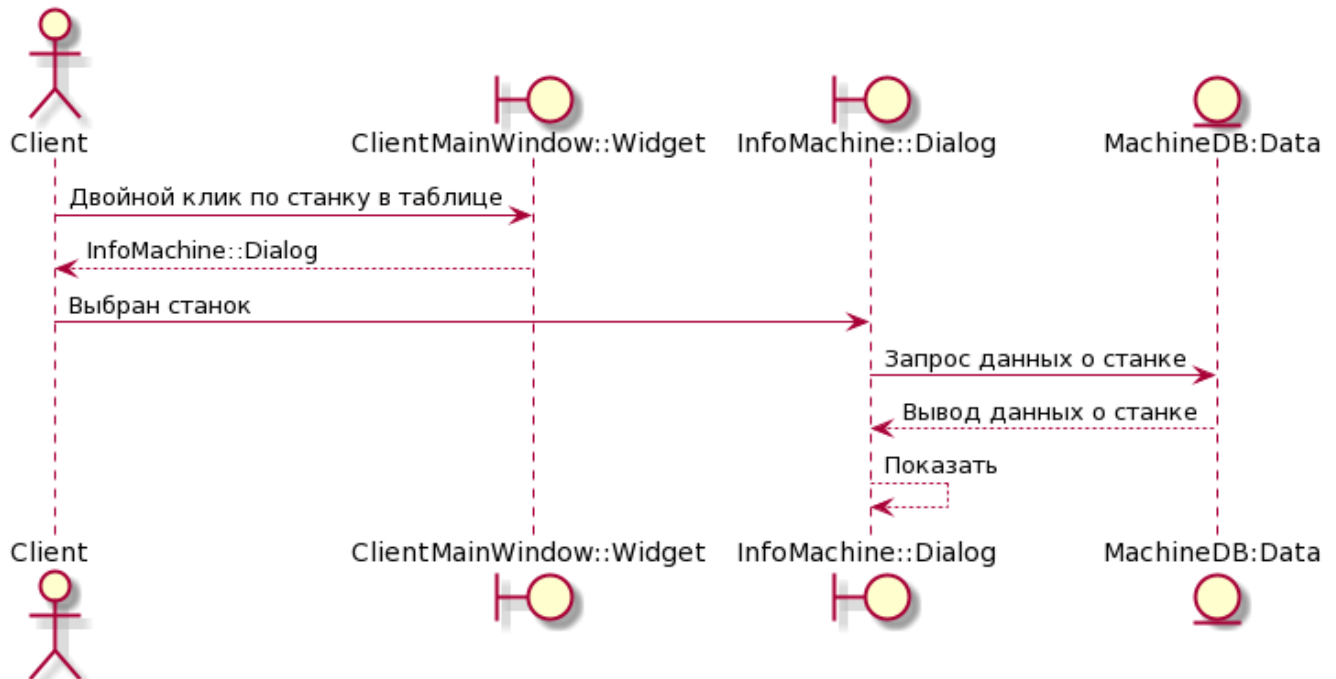 Client
ClientMainWindow::Widget
InfoMachine::Dialog
MachineDB:Data
Двойной клик по станку в таблице
InfoMachine::Dialog
Выбран станок
Запрос данных о станке
Вывод данных о станке
Показать
Client
ClientMainWindow::Widget
InfoMachine::Dialog
MachineDB:Data